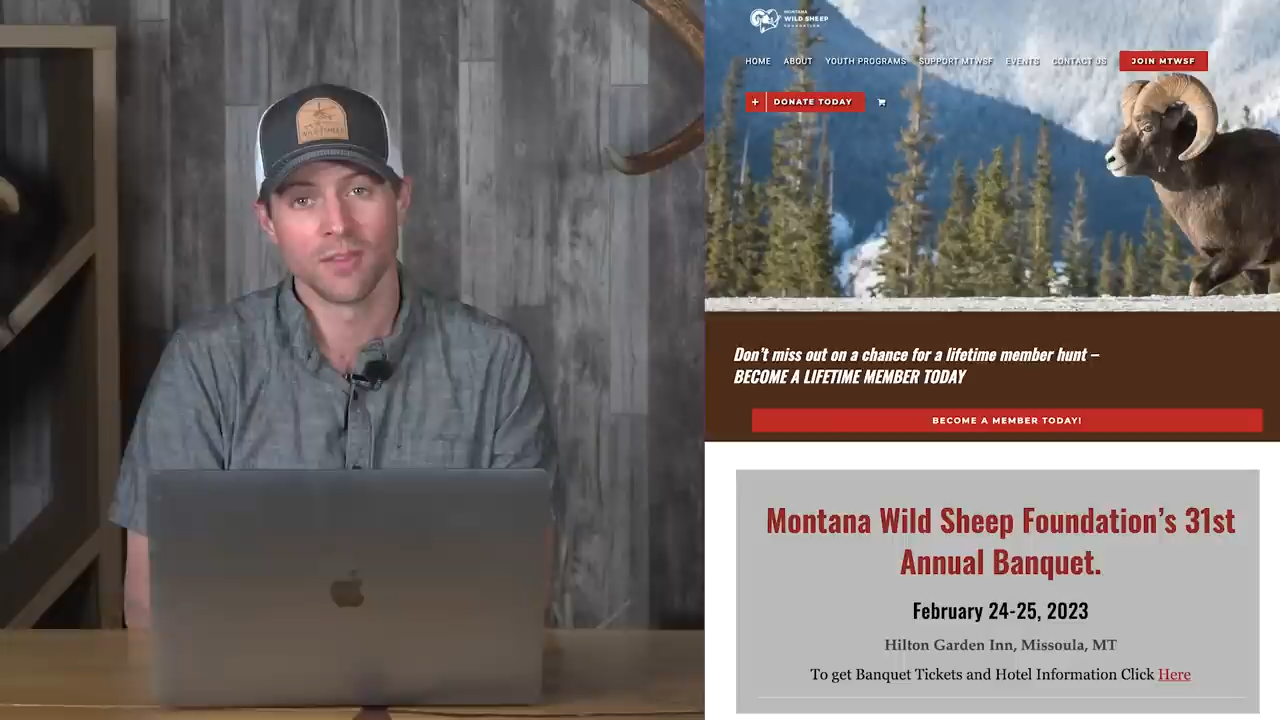 WILD SHEEP
MONTANA
WILD SHEEP
FOUNDATION
HOME ABOUT YOUTH PROGRAMS SUPPORT MTWSF EVENTS CONTACT US JOIN MTWSF
+ DONATE TODAY
Don't miss out on a chance for a lifetime member hunt –
BECOME A LIFETIME MEMBER TODAY
BECOME A MEMBER TODAY!
Montana Wild Sheep Foundation's 31st
Annual Banquet.
February 24-25, 2023
Hilton Garden Inn, Missoula, MT
To get Banquet Tickets and Hotel Information Click Here